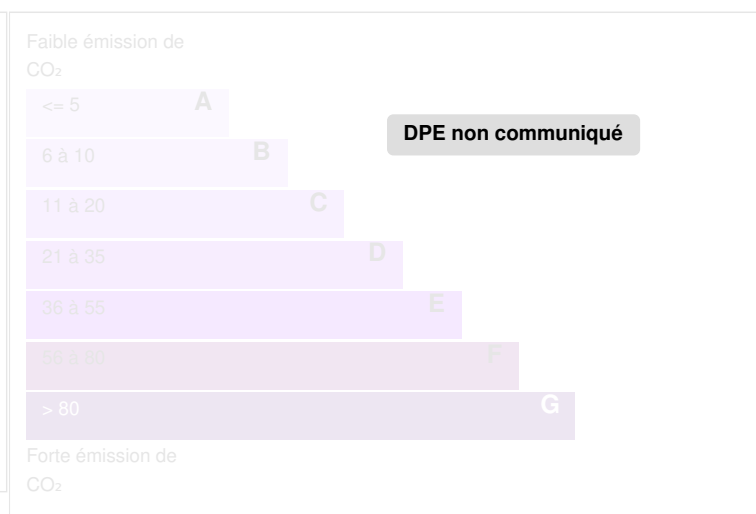 Faible émission de
CO₂
<= 5 A
DPE non communiqué
6 à 10 B
11 à 20 C
21 à 35 D
36 à 55 E
56 à 80 F
> 80 G
Forte émission de
CO₂